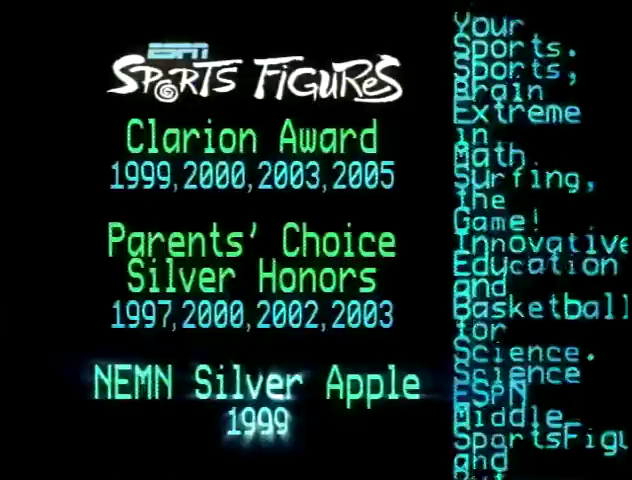 ESPN
SPORTS FIGURES
Clarion Award
1999,2000,2003,2005
Parents' Choice
Silver Honors
1997,2000,2002,2003
NEMN Silver Apple
1999
Your
Sports.
Sports,
Brain
Extreme
in
Math.
Surfing,
the
Game!
Innovative
Education
and
Basketball
for
Science.
Science
ESPN
Middle
SportsFigu
and